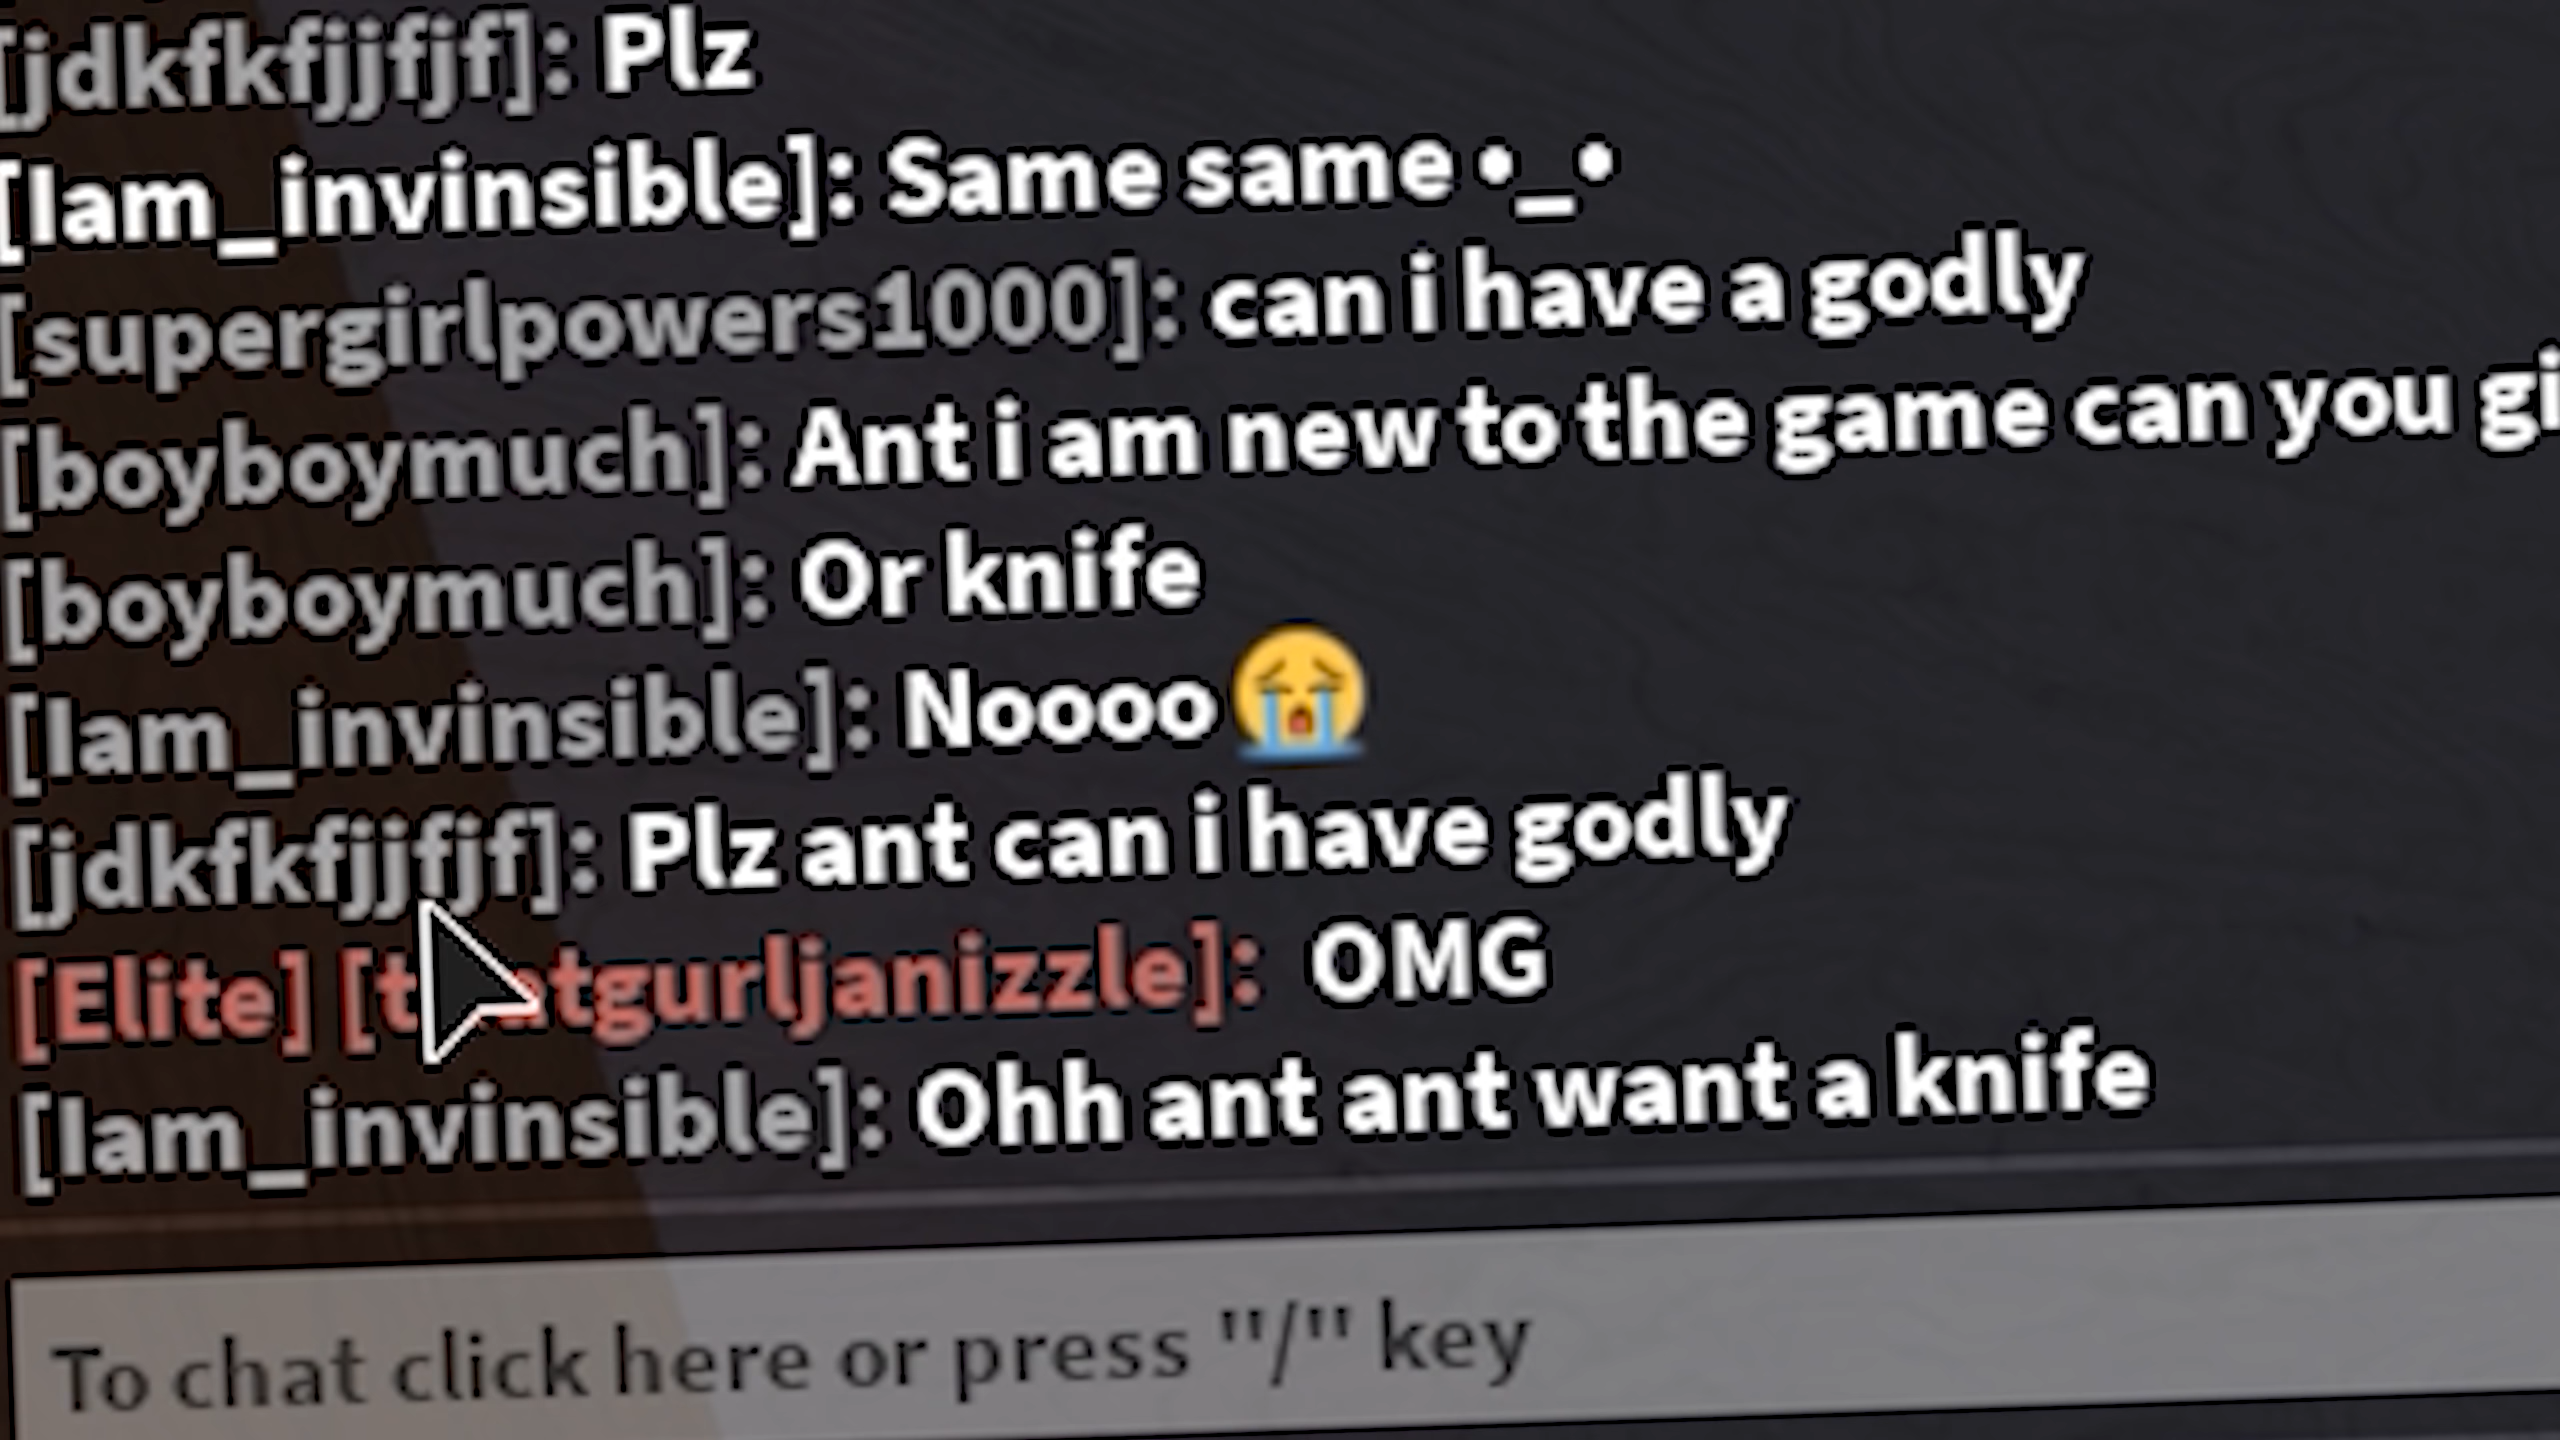 [jdkfkfjjfjf]: Plz
[Iam_invinsible]: Same same •_•
[supergirlpowers1000]: can i have a godly
[boyboymuch]: Ant i am new to the game can you
[boyboymuch]: Or knife
[Iam_invinsible]: Noooo😭
[jdkfkfjjfjf]: Plz ant can i have godly
[Elite] OMG
[Iam_invinsible]: Ohh ant ant want a knife
To chat click here or press "/" key